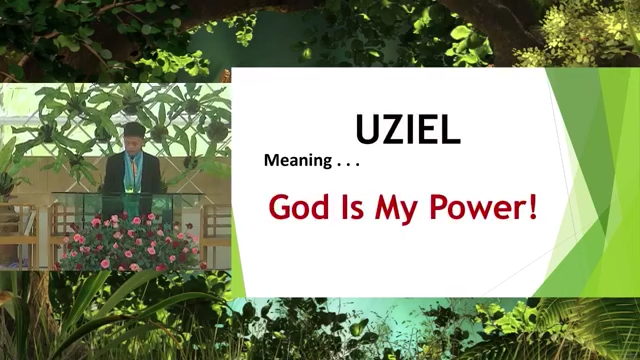 UZIEL
Meaning . . .
God Is My Power!